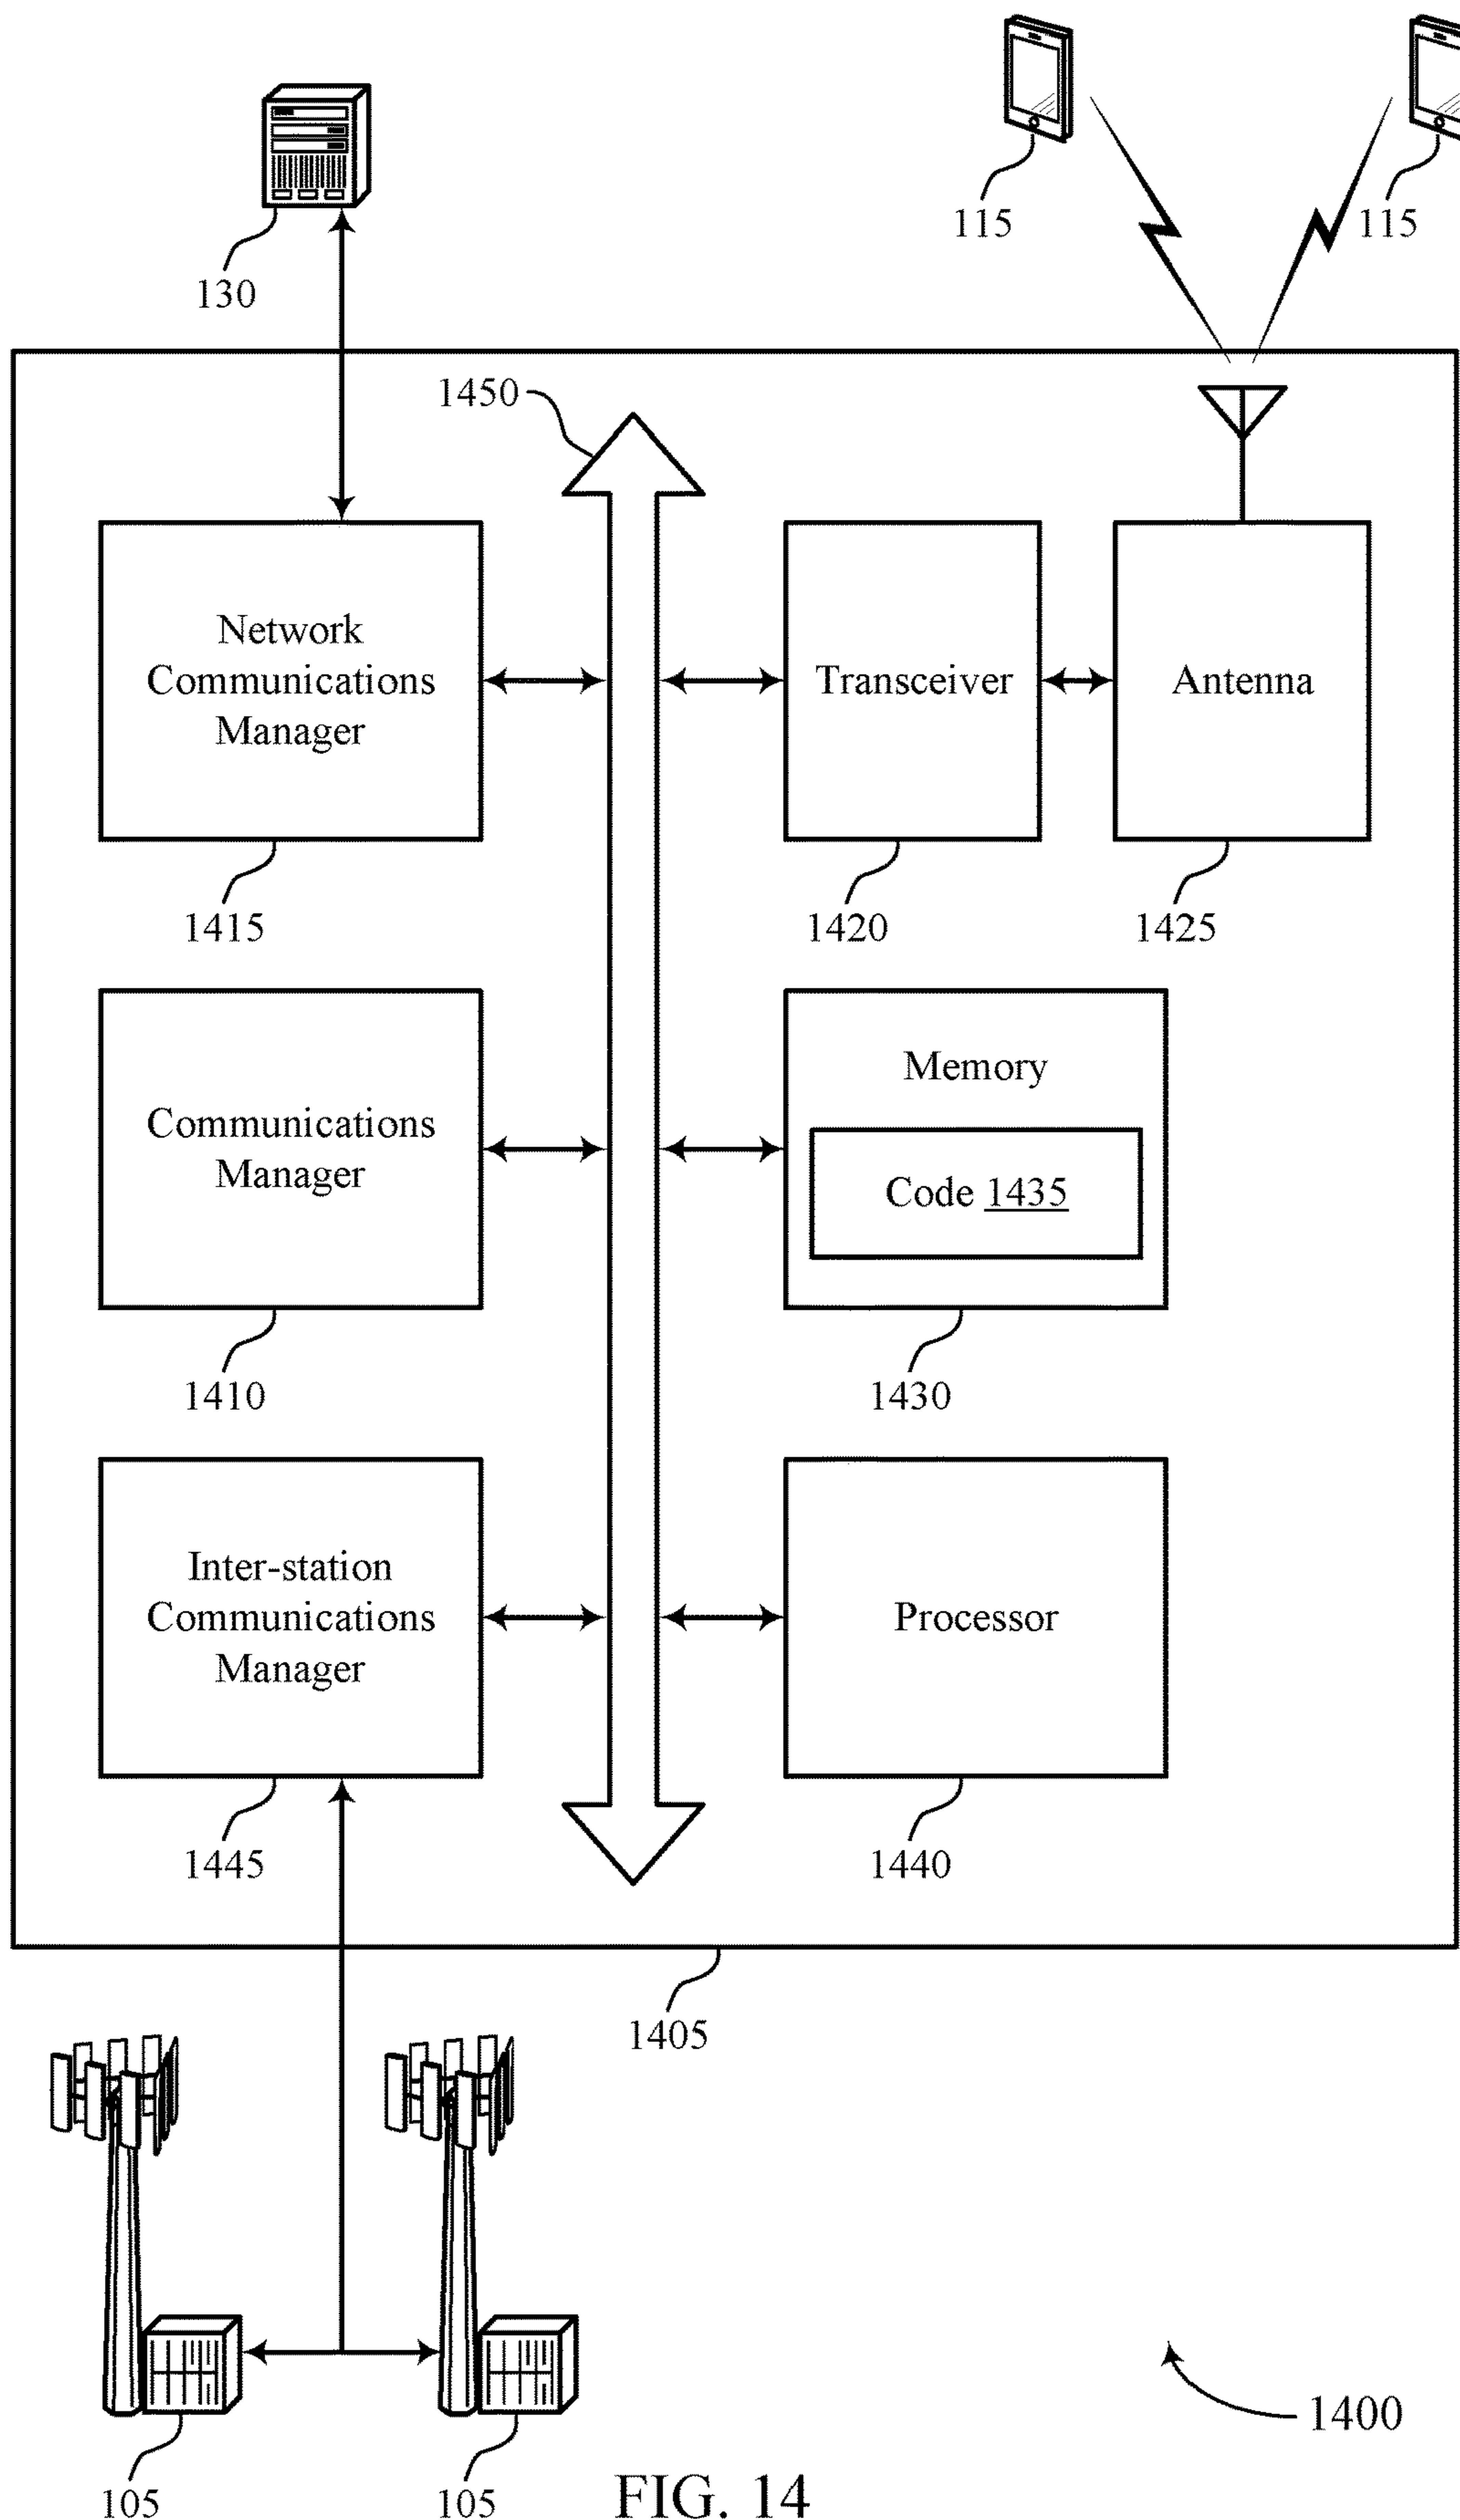 130
115
115
1450
Network
Communications
Manager
Transceiver
Antenna
1415
1420
1425
Communications
Manager
Memory
Code 1435
1410
1430
Inter-station
Communications
Manager
Processor
1445
1440
1405
105
105
1400
FIG. 14